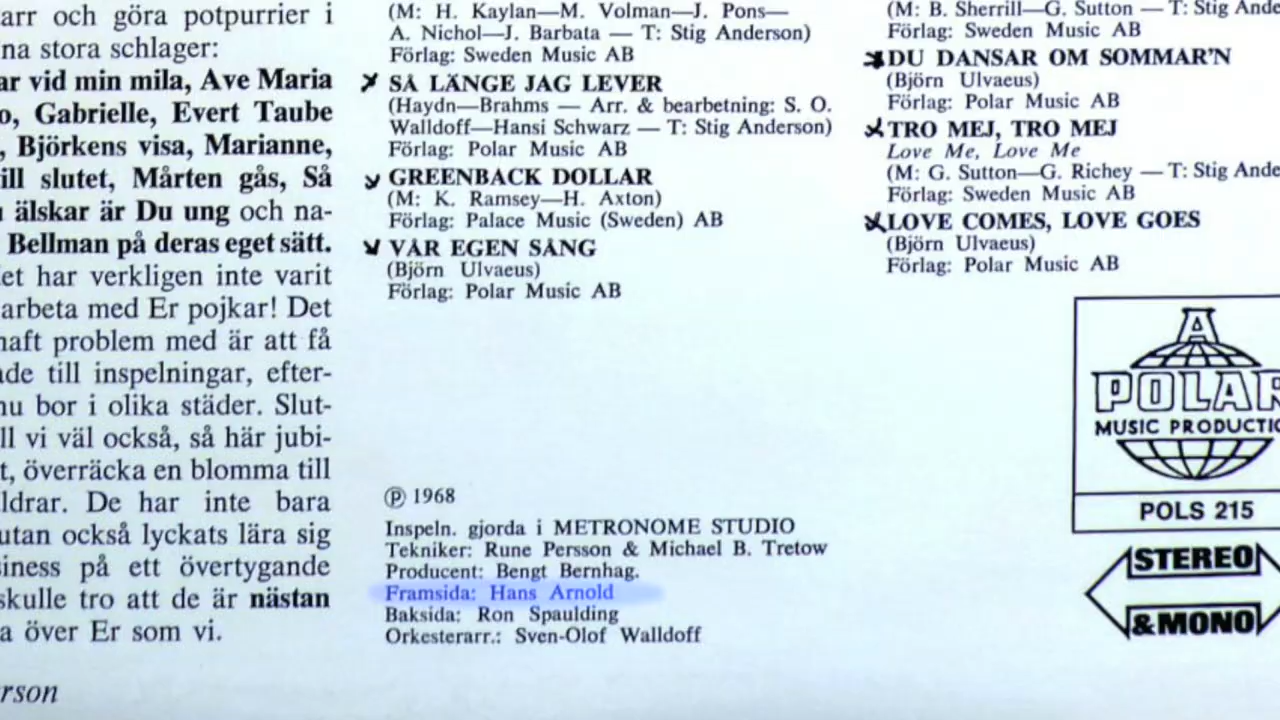 arr och göra potpurrier i
na stora schlager:
ar vid min mila, Ave Maria
o, Gabrielle, Evert Taube
, Björkens visa, Marianne,
ill slutet, Mårten gås, Så
älskar är Du ung och na-
Bellman på deras eget sätt.
et har verkligen inte varit
arbeta med Er pojkar! Det
haft problem med är att få
de till inspelningar, efter-
nu bor i olika städer. Slut-
ll vi väl också, så här jubi-
t, överräcka en blomma till
ldrar. De har inte bara
utan också lyckats lära sig
siness på ett övertygande
skulle tro att de är nästan
a över Er som vi.
rson
(M: H. Kaylan—M. Volman—J. Pons—
A. Nichol—J. Barbata — T: Stig Anderson)
Förlag: Sweden Music AB
SÅ LÄNGE JAG LEVER
(Haydn—Brahms — Arr. & bearbetning: S. O.
Walldoff—Hansi Schwarz — T: Stig Anderson)
Förlag: Polar Music AB
GREENBACK DOLLAR
(M: K. Ramsey—H. Axton)
Förlag: Palace Music (Sweden) AB
VÅR EGEN SÅNG
(Björn Ulvaeus)
Förlag: Polar Music AB
℗ 1968
Inspeln. gjorda i METRONOME STUDIO
Tekniker: Rune Persson & Michael B. Tretow
Producent: Bengt Bernhag.
Framsida: Hans Arnold
Baksida: Ron Spaulding
Orkesterarr.: Sven-Olof Walldoff
(M: B. Sherrill—G. Sutton — T: Stig Ande
Förlag: Sweden Music AB
DU DANSAR OM SOMMAR'N
(Björn Ulvaeus)
Förlag: Polar Music AB
TRO MEJ, TRO MEJ
Love Me, Love Me
(M: G. Sutton—G. Richey — T: Stig Ande
Förlag: Sweden Music AB
LOVE COMES, LOVE GOES
(Björn Ulvaeus)
Förlag: Polar Music AB
A
POLAR
MUSIC PRODUCTIO
POLS 215
STEREO
&MONO